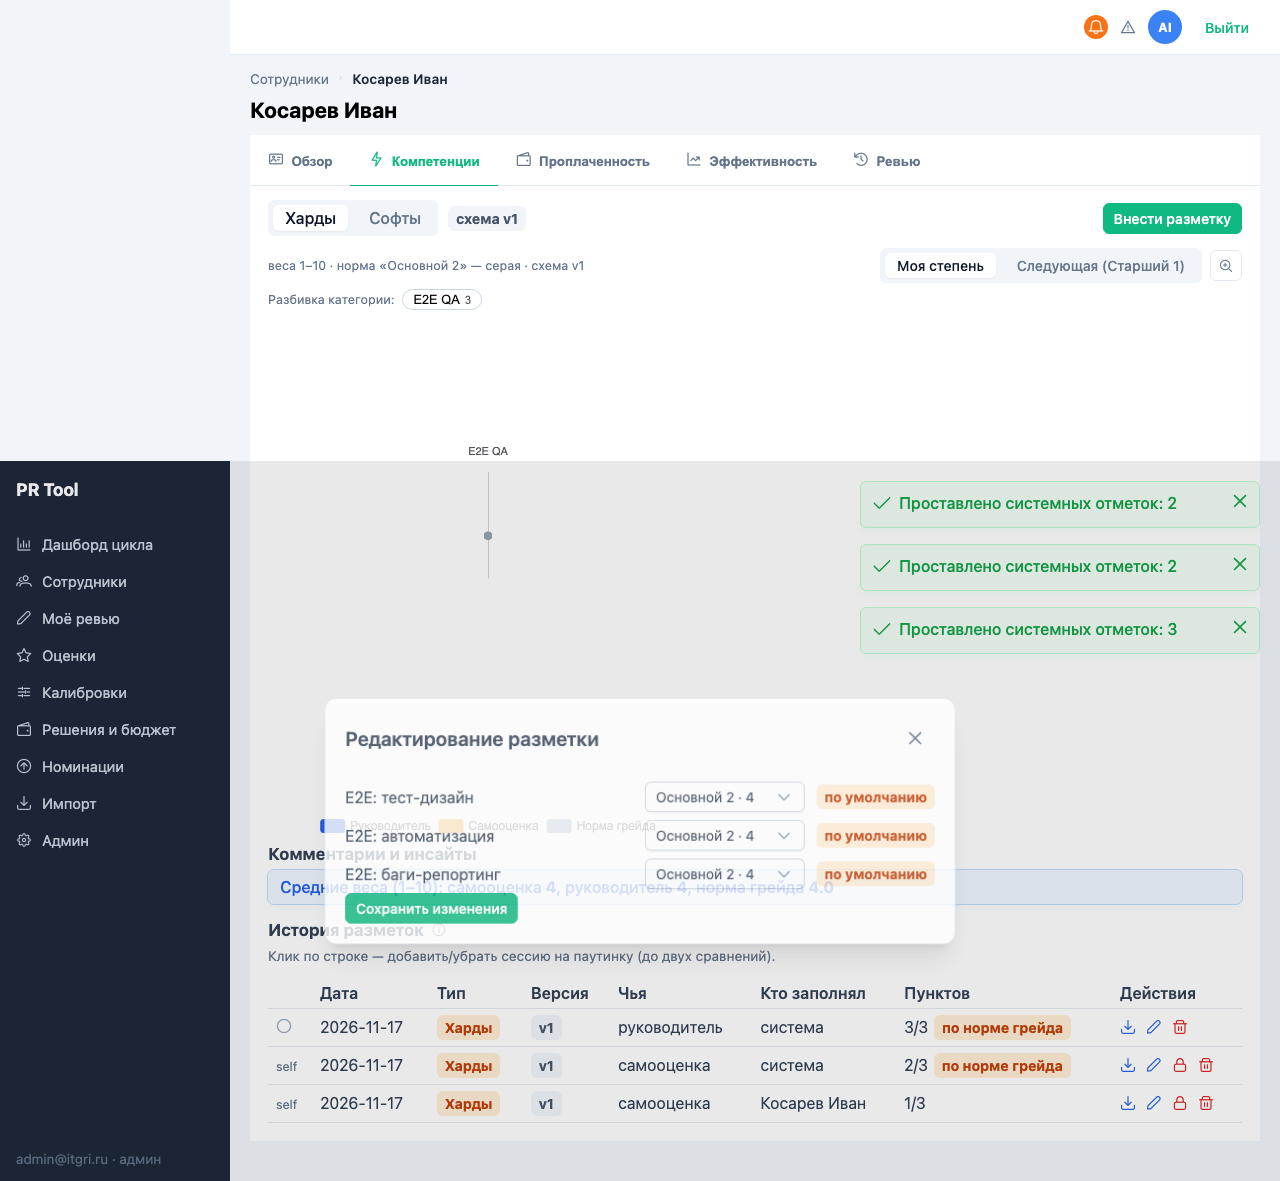 AI
Выйти
Сотрудники
Косарев Иван
Косарев Иван
Обзор
Компетенции
Проплаченность
Эффективность
Ревью
Харды
Софты
схема v1
Внести разметку
веса 1–10 · норма «Основной 2» — серая · схема v1
Моя степень
Следующая (Старший 1)
Разбивка категории:
E2E QA 3
E2E QA
PR Tool
Дашборд цикла
Сотрудники
Моё ревью
Оценки
Калибровки
Решения и бюджет
Номинации
Импорт
Админ
admin@itgri.ru · админ
Проставлено системных отметок: 2
Проставлено системных отметок: 2
Проставлено системных отметок: 3
Редактирование разметки
E2E: тест-дизайн
Основной 2 · 4
по умолчанию
Руководитель
Самооценка
Норма грейда
E2E: автоматизация
Основной 2 · 4
по умолчанию
Комментарии и инсайты
E2E: баги-репортинг
Основной 2 · 4
по умолчанию
Средние веса (1–10): самооценка 4, руководитель 4, норма грейда 4.0
Сохранить изменения
История разметок
Клик по строке — добавить/убрать сессию на паутинку (до двух сравнений).
Дата Тип Версия Чья Кто заполнял Пунктов Действия
2026-11-17 Харды v1 руководитель система 3/3 по норме грейда
self 2026-11-17 Харды v1 самооценка система 2/3 по норме грейда
self 2026-11-17 Харды v1 самооценка Косарев Иван 1/3